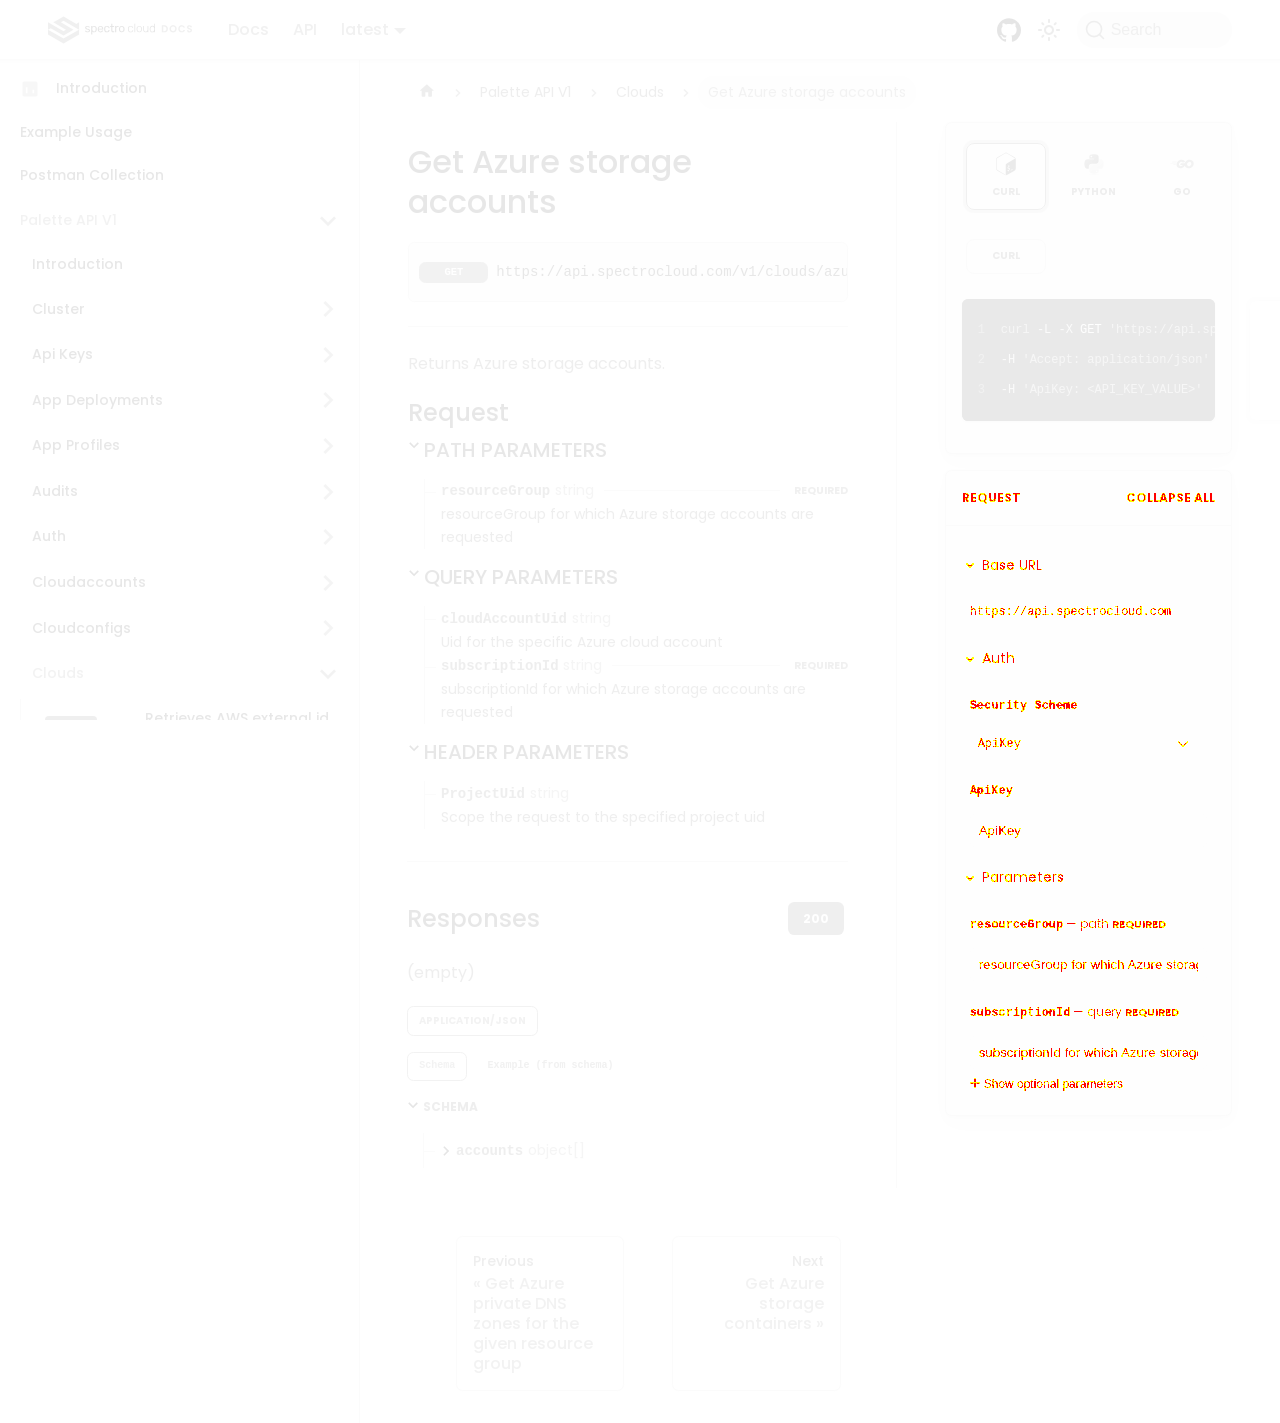 spectro cloud DOCS
Docs API latest
Search
Introduction
Example Usage
Postman Collection
Palette API V1
Introduction
Cluster
Api Keys
App Deployments
App Profiles
Audits
Auth
Cloudaccounts
Cloudconfigs
Clouds
Retrieves AWS external id
Palette API V1 > Clouds > Get Azure storage accounts
Get Azure storage
accounts
GET https://api.spectrocloud.com/v1/clouds/azu
Returns Azure storage accounts.
Request
PATH PARAMETERS
resourceGroup string REQUIRED
resourceGroup for which Azure storage accounts are
requested
QUERY PARAMETERS
cloudAccountUid string
Uid for the specific Azure cloud account
subscriptionId string REQUIRED
subscriptionId for which Azure storage accounts are
requested
HEADER PARAMETERS
ProjectUid string
Scope the request to the specified project uid
Responses 200
(empty)
APPLICATION/JSON
Schema Example (from schema)
SCHEMA
accounts object[]
Previous
« Get Azure
private DNS
zones for the
given resource
group
Next
Get Azure
storage
containers »
CURL PYTHON GO
CURL
1 curl -L -X GET 'https://api.sp
2 -H 'Accept: application/json'
3 -H 'ApiKey: <API_KEY_VALUE>'
REQUEST COLLAPSE ALL
Base URL
https://api.spectrocloud.com
Auth
Security Scheme
ApiKey
ApiKey
ApiKey
Parameters
resourceGroup — path REQUIRED
resourceGroup for which Azure storag
subscriptionId — query REQUIRED
subscriptionId for which Azure storage
Show optional parameters